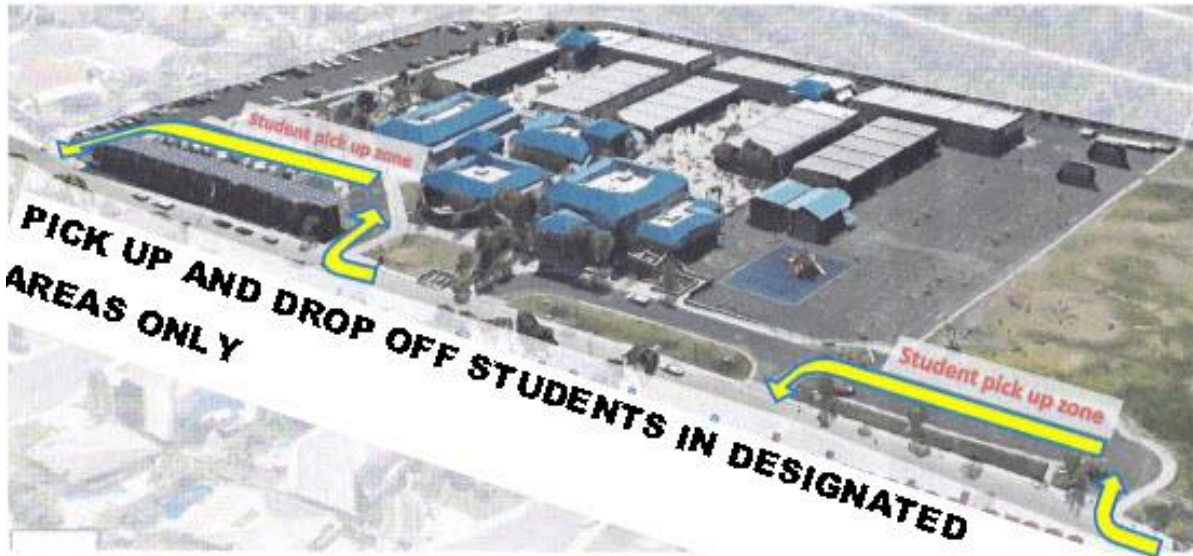 Student pick up zone
Student pick up zone
PICK UP AND DROP OFF STUDENTS IN DESIGNATED
AREAS ONLY